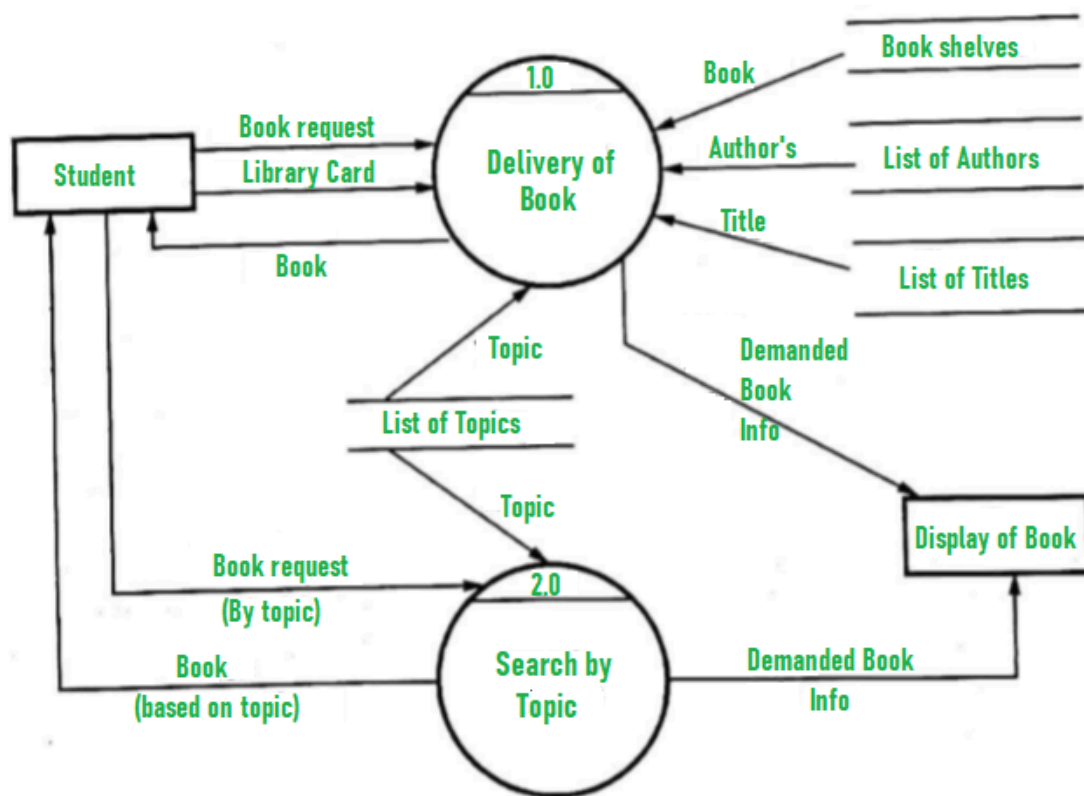 1.0
Delivery of
Book
Student
Book request
Library Card
Book
Book
Author's
Title
Book shelves
List of Authors
List of Titles
Topic
List of Topics
Topic
Demanded
Book
Info
Display of Book
Book request
(By topic)
Book
(based on topic)
2.0
Search by
Topic
Demanded Book
Info